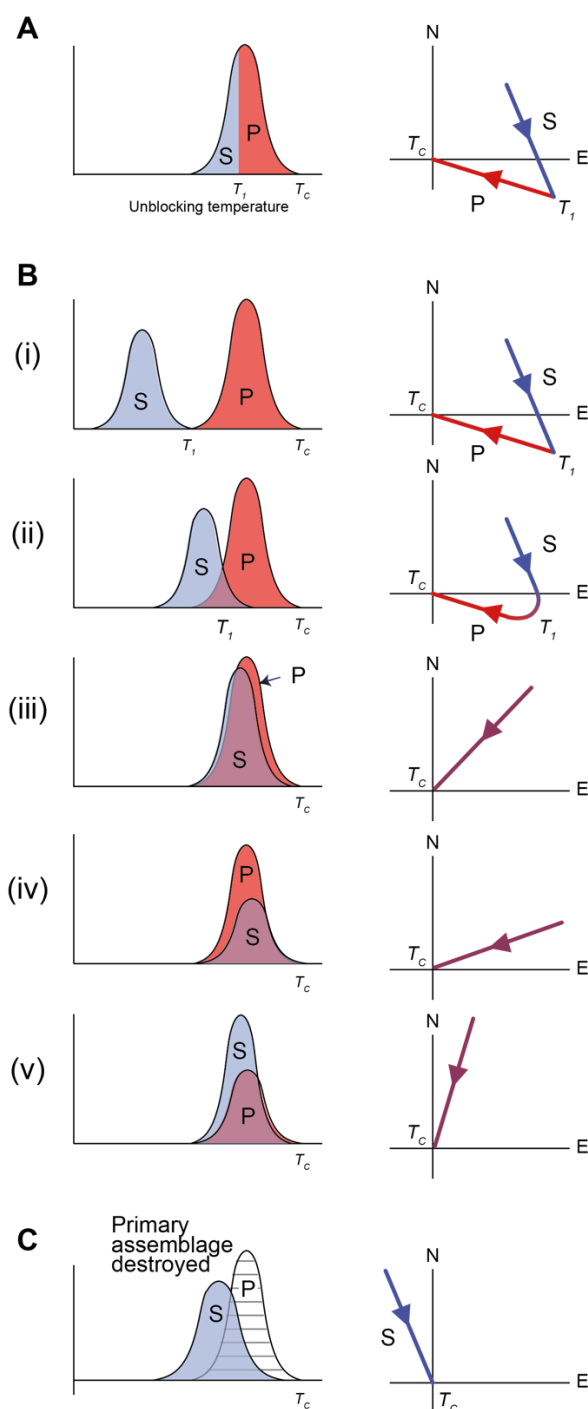 A
S
P
T1
Tc
Unblocking temperature
N
Tc
E
S
P
T1
B
(i)
S
P
T1
Tc
N
Tc
E
S
P
T1
(ii)
S
P
T1
Tc
N
Tc
E
S
P
T1
(iii)
P
S
Tc
N
Tc
E
(iv)
P
S
Tc
N
Tc
E
(v)
S
P
Tc
N
Tc
E
C
Primary
assemblage
destroyed
S
P
Tc
N
E
S
Tc